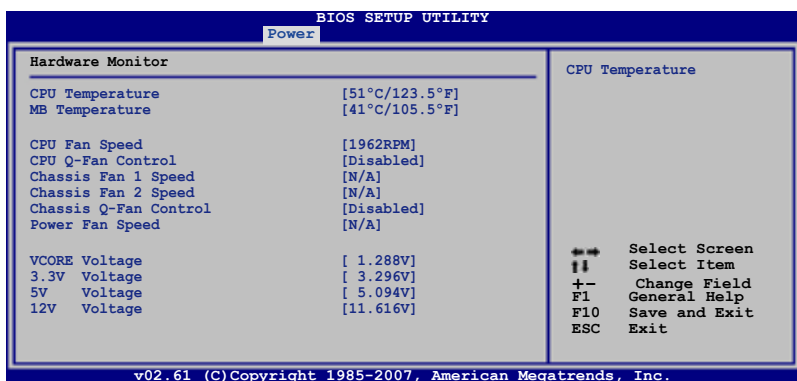 BIOS SETUP UTILITY
Power
Hardware Monitor
CPU Temperature [51°C/123.5°F]
MB Temperature [41°C/105.5°F]
CPU Fan Speed [1962RPM]
CPU Q-Fan Control [Disabled]
Chassis Fan 1 Speed [N/A]
Chassis Fan 2 Speed [N/A]
Chassis Q-Fan Control [Disabled]
Power Fan Speed [N/A]
VCORE Voltage [ 1.288V]
3.3V Voltage [ 3.296V]
5V Voltage [ 5.094V]
12V Voltage [11.616V]
CPU Temperature
←→ Select Screen
↑↓ Select Item
+- Change Field
F1 General Help
F10 Save and Exit
ESC Exit
v02.61 (C)Copyright 1985-2007, American Megatrends, Inc.